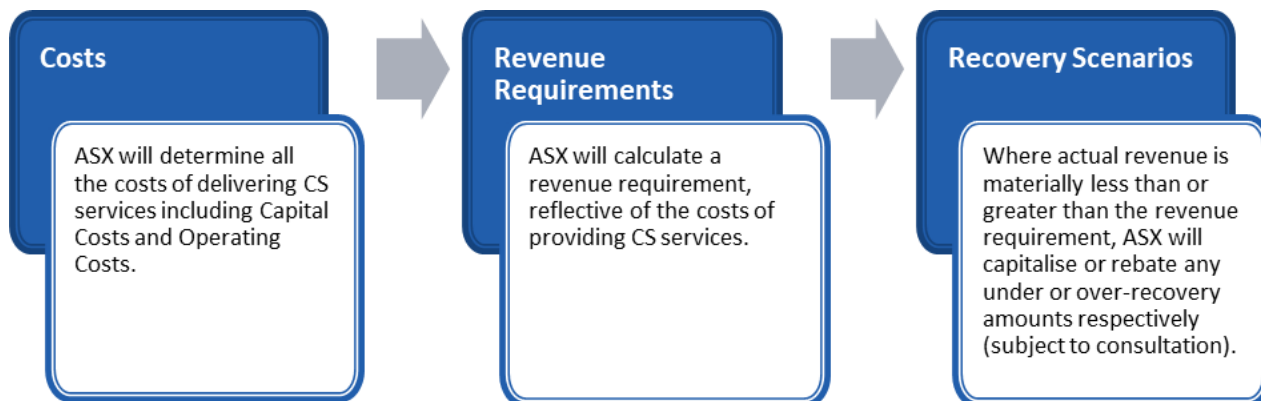 Costs
ASX will determine all
the costs of delivering CS
services including Capital
Costs and Operating
Costs.
Revenue
Requirements
ASX will calculate a
revenue requirement,
reflective of the costs of
providing CS services.
Recovery Scenarios
Where actual revenue is
materially less than or
greater than the revenue
requirement, ASX will
capitalise or rebate any
under or over-recovery
amounts respectively
(subject to consultation).